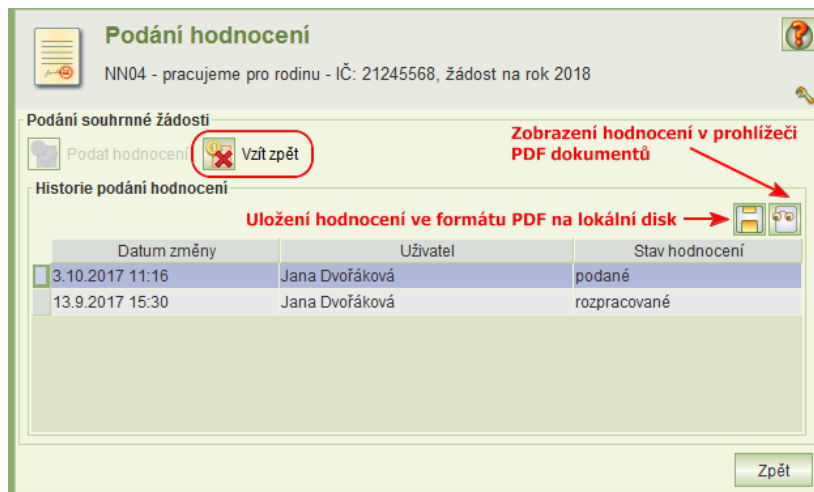 Podání hodnocení
NN04 - pracujeme pro rodinu - IČ: 21245568, žádost na rok 2018
Podání souhrnné žádosti
Podat hodnocení
Vzít zpět
Zobrazení hodnocení v prohlížeči
PDF dokumentů
Historie podání hodnocení
Uložení hodnocení ve formátu PDF na lokální disk
Datum změny Uživatel Stav hodnocení
3.10.2017 11:16 Jana Dvořáková podané
13.9.2017 15:30 Jana Dvořáková rozpracované
Zpět